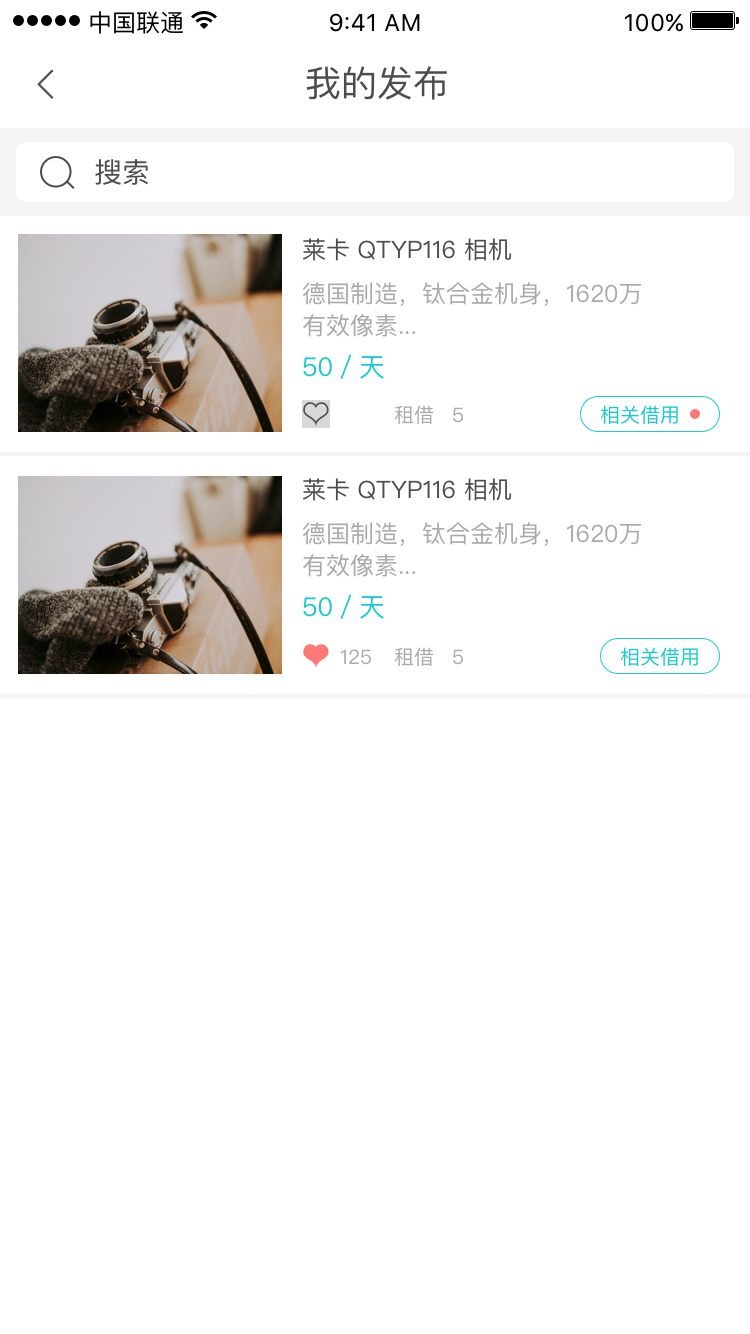 中国联通 9:41 AM 100%
我的发布
搜索
莱卡 QTYP116 相机
德国制造，钛合金机身，1620万
有效像素...
50 / 天
租借 5 相关借用
莱卡 QTYP116 相机
德国制造，钛合金机身，1620万
有效像素...
50 / 天
125 租借 5 相关借用